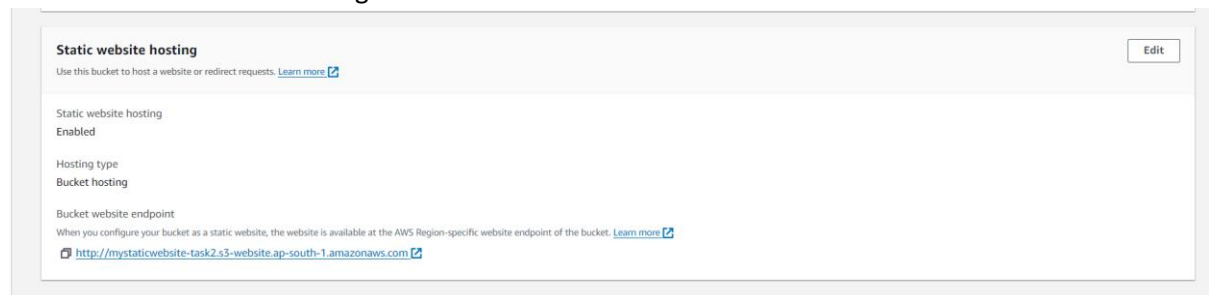 Static website hosting
Edit
Use this bucket to host a website or redirect requests. Learn more
Static website hosting
Enabled
Hosting type
Bucket hosting
Bucket website endpoint
When you configure your bucket as a static website, the website is available at the AWS Region-specific website endpoint of the bucket. Learn more
http://mystaticwebsite-task2.s3-website.ap-south-1.amazonaws.com